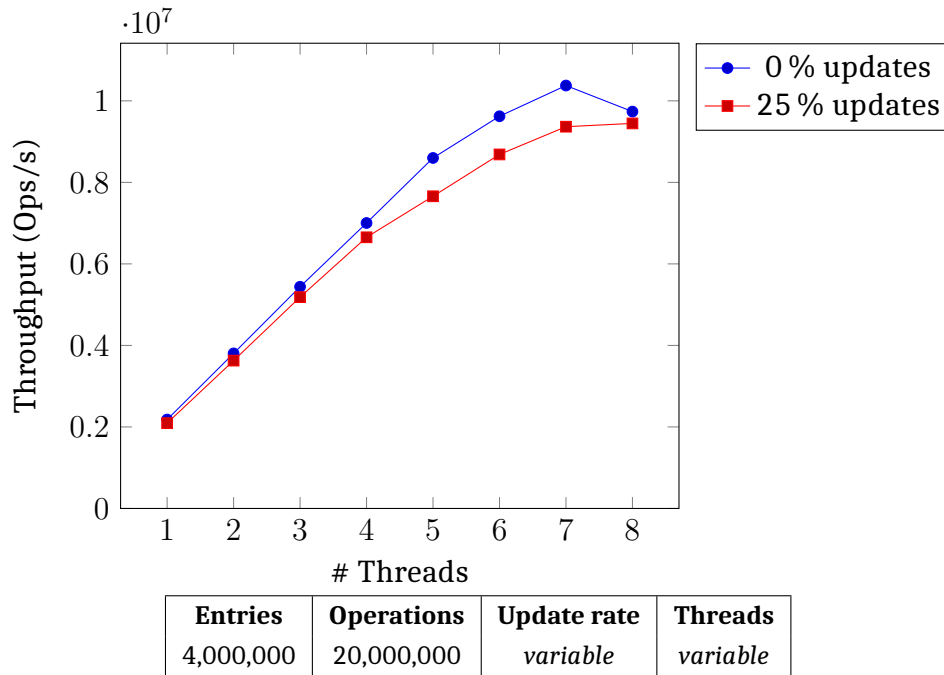 ·10⁷
1
0.8
0.6
0.4
0.2
0
Throughput (Ops/s)
1 2 3 4 5 6 7 8
# Threads
0 % updates
25 % updates
Entries Operations Update rate Threads
4,000,000 20,000,000 variable variable